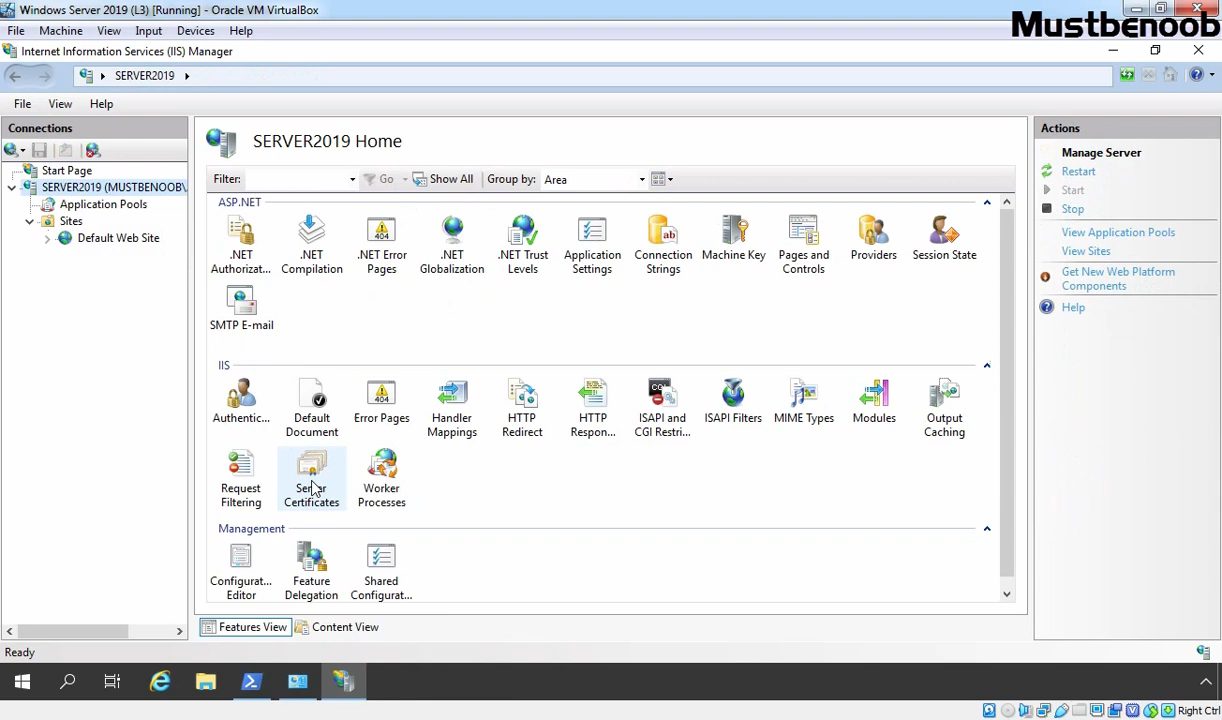 Windows Server 2019 (L3) [Running] - Oracle VM VirtualBox
Mustbenoob
File Machine View Input Devices Help
Internet Information Services (IIS) Manager
SERVER2019
File View Help
Connections
Start Page
SERVER2019 (MUSTBENOOB\
Application Pools
Sites
Default Web Site
SERVER2019 Home
Filter: Go Show All Group by: Area
ASP.NET
.NET Authorizat...
.NET Compilation
.NET Error Pages
.NET Globalization
.NET Trust Levels
Application Settings
Connection Strings
Machine Key
Pages and Controls
Providers
Session State
SMTP E-mail
IIS
Authentic...
Default Document
Error Pages
Handler Mappings
HTTP Redirect
HTTP Respon...
ISAPI and CGI Restri...
ISAPI Filters
MIME Types
Modules
Output Caching
Request Filtering
Server Certificates
Worker Processes
Management
Configurat... Editor
Feature Delegation
Shared Configurat...
Features View Content View
Actions
Manage Server
Restart
Start
Stop
View Application Pools
View Sites
Get New Web Platform
Components
Help
Ready
Right Ctrl